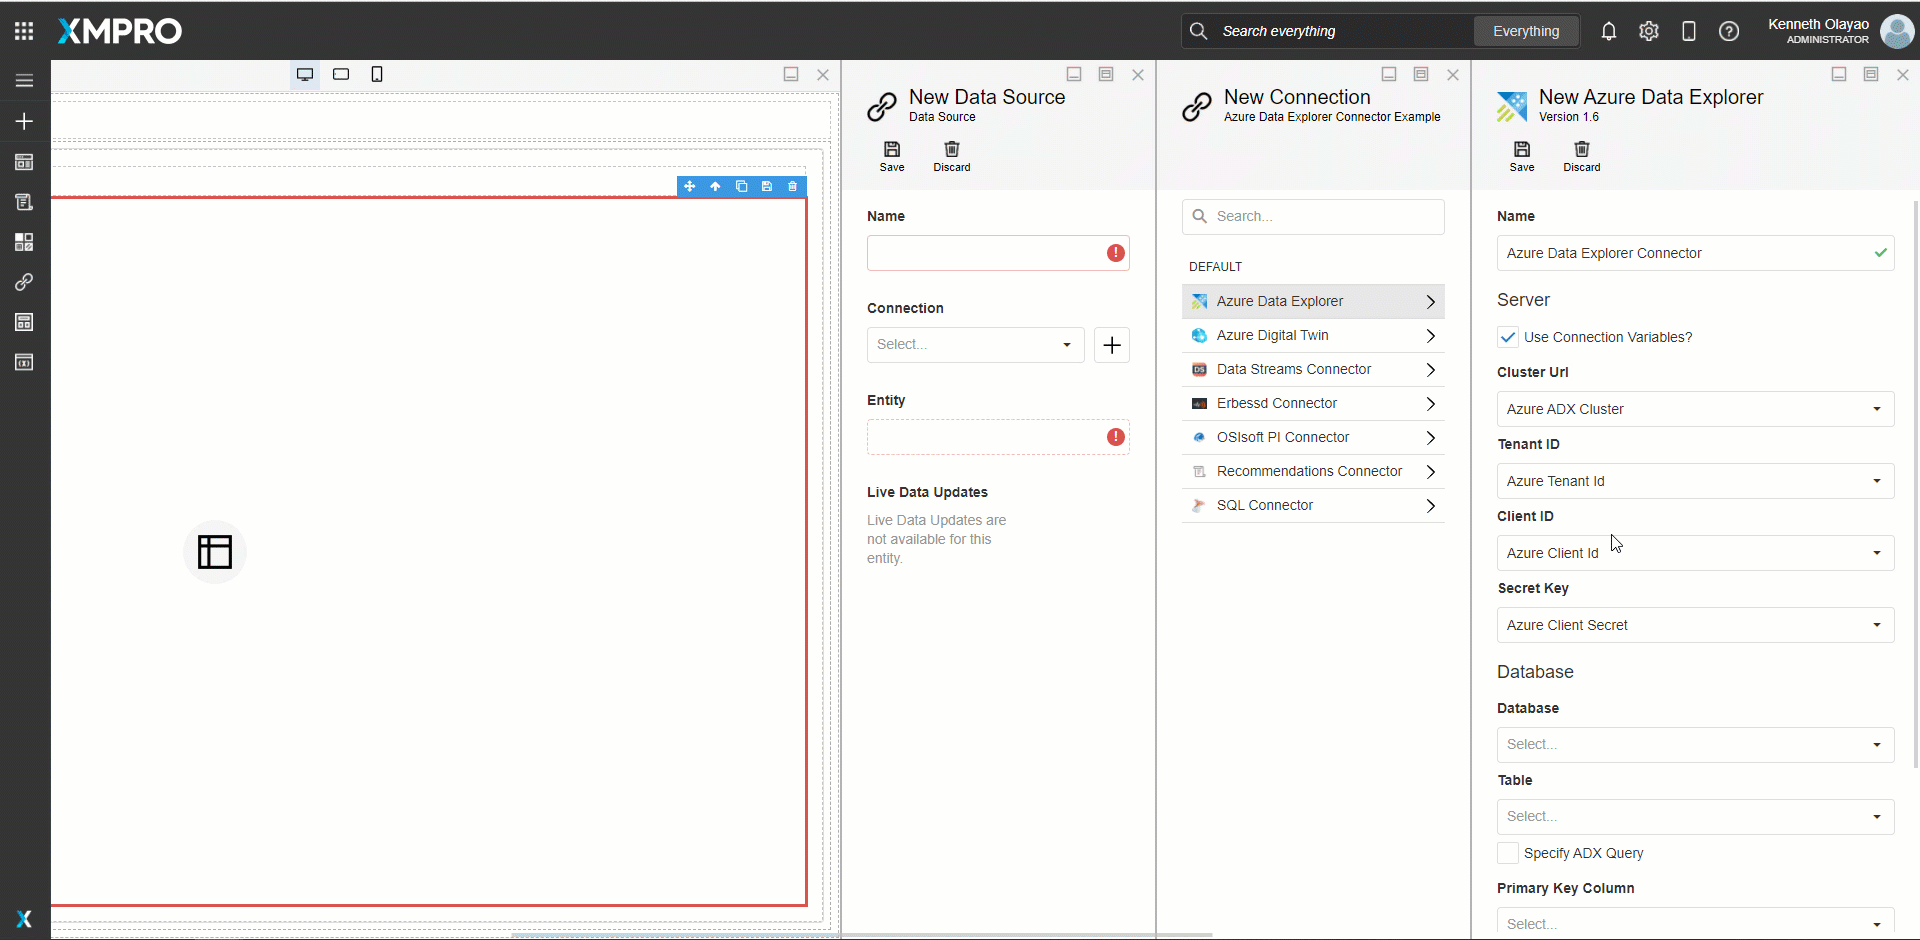 XMPRO
Search everything
Everything
Kenneth Olayao
ADMINISTRATOR
New Data Source
Data Source
Save
Discard
Name
Connection
Select...
Entity
Live Data Updates
Live Data Updates are
not available for this
entity.
New Connection
Azure Data Explorer Connector Example
Search...
DEFAULT
Azure Data Explorer
Azure Digital Twin
DS
Data Streams Connector
Erbessd Connector
OSIsoft PI Connector
Recommendations Connector
SQL Connector
New Azure Data Explorer
Version 1.6
Save
Discard
Name
Azure Data Explorer Connector
Server
Use Connection Variables?
Cluster Url
Azure ADX Cluster
Tenant ID
Azure Tenant Id
Client ID
Azure Client Id
Secret Key
Azure Client Secret
Database
Database
Select...
Table
Select...
Specify ADX Query
Primary Key Column
Select...